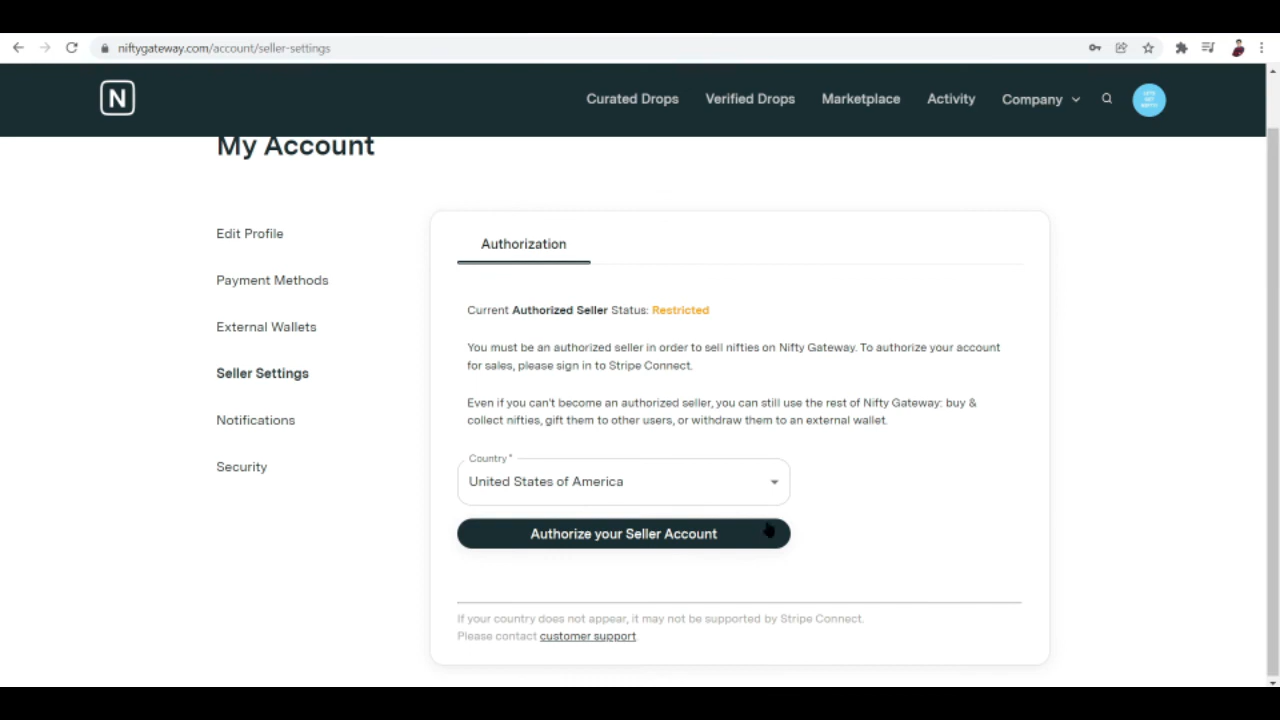 niftygateway.com/account/seller-settings
N
Curated Drops
Verified Drops
Marketplace
Activity
Company
My Account
Edit Profile
Payment Methods
External Wallets
Seller Settings
Notifications
Security
Authorization
Current Authorized Seller Status: Restricted
You must be an authorized seller in order to sell nifties on Nifty Gateway. To authorize your account
for sales, please sign in to Stripe Connect.
Even if you can't become an authorized seller, you can still use the rest of Nifty Gateway: buy &
collect nifties, gift them to other users, or withdraw them to an external wallet.
Country *
United States of America
Authorize your Seller Account
If your country does not appear, it may not be supported by Stripe Connect.
Please contact customer support